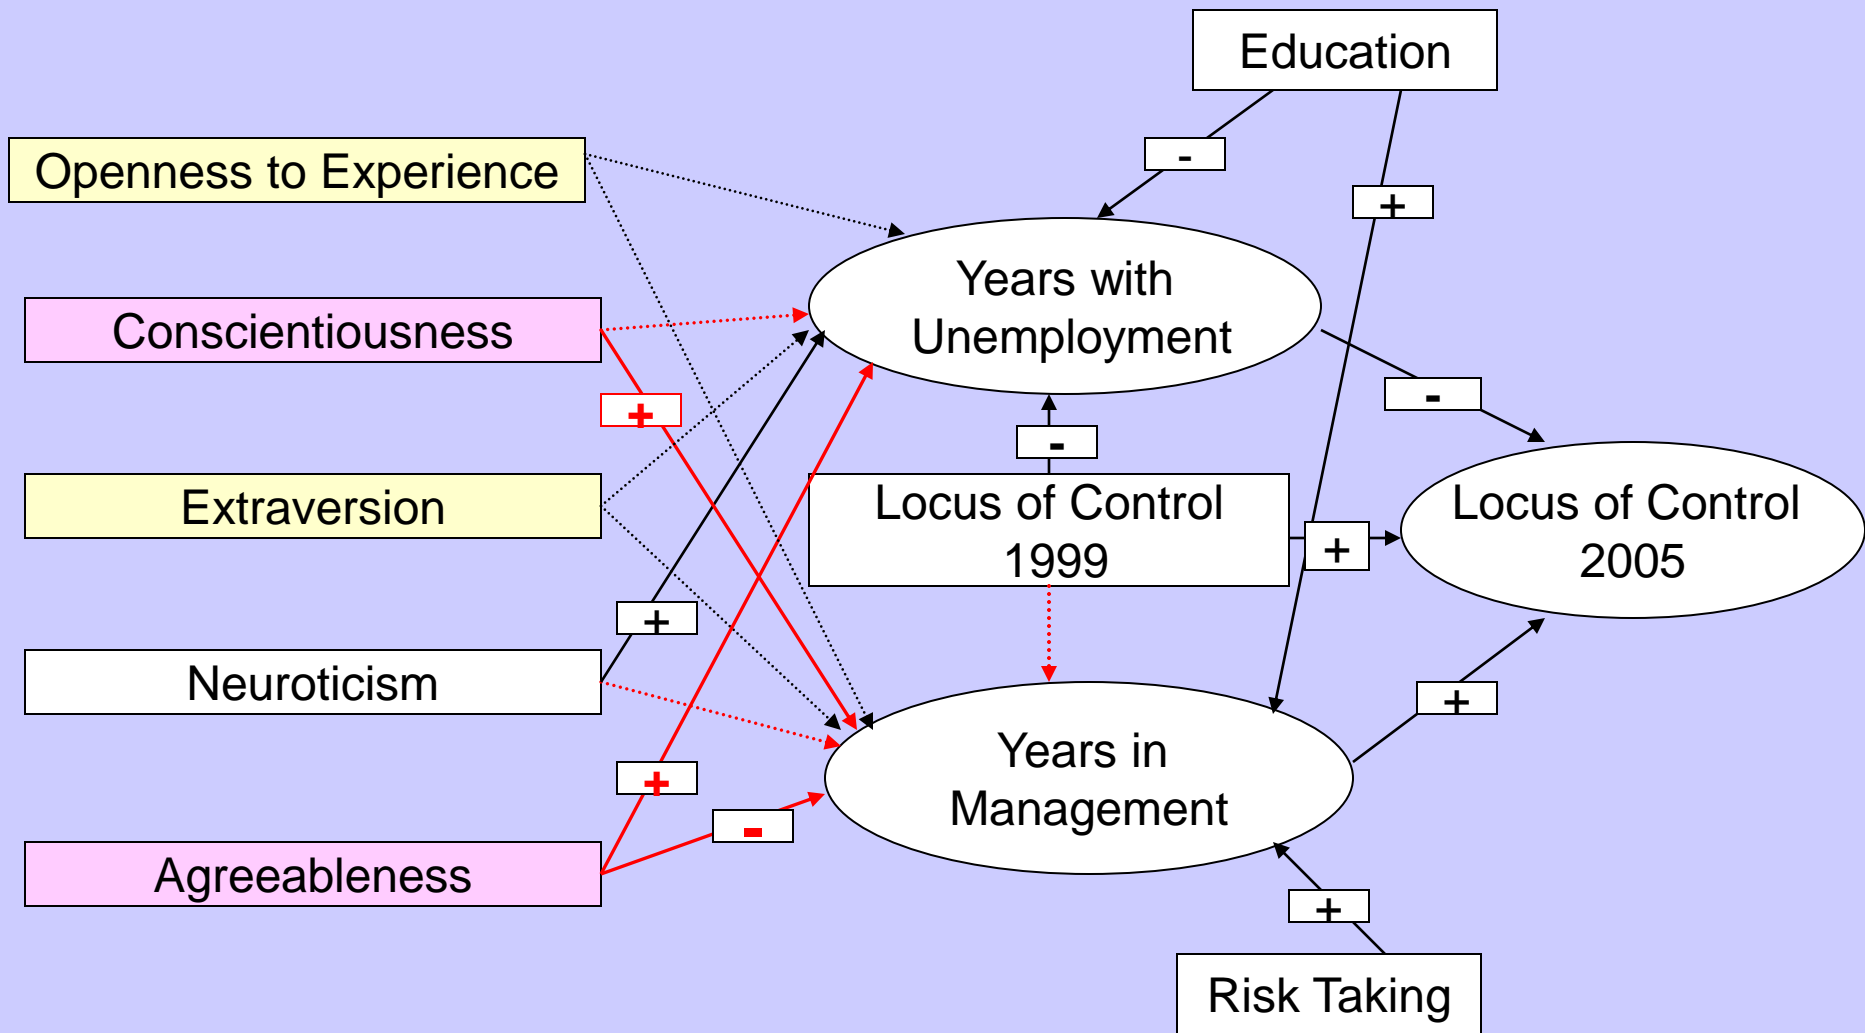 Education
-
Openness to Experience
+
Years with
Unemployment
Conscientiousness
+
-
-
Extraversion
Locus of Control
1999
Locus of Control
2005
+
+
Neuroticism
+
Years in
Management
+
-
Agreeableness
+
Risk Taking